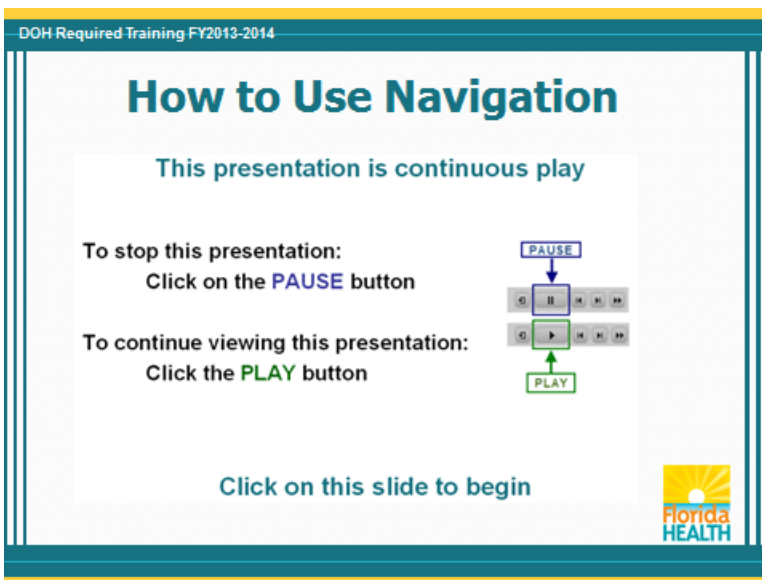 DOH Required Training FY2013-2014
How to Use Navigation
This presentation is continuous play
To stop this presentation:
Click on the PAUSE button
PAUSE
To continue viewing this presentation:
Click the PLAY button
PLAY
Click on this slide to begin
Florida
HEALTH